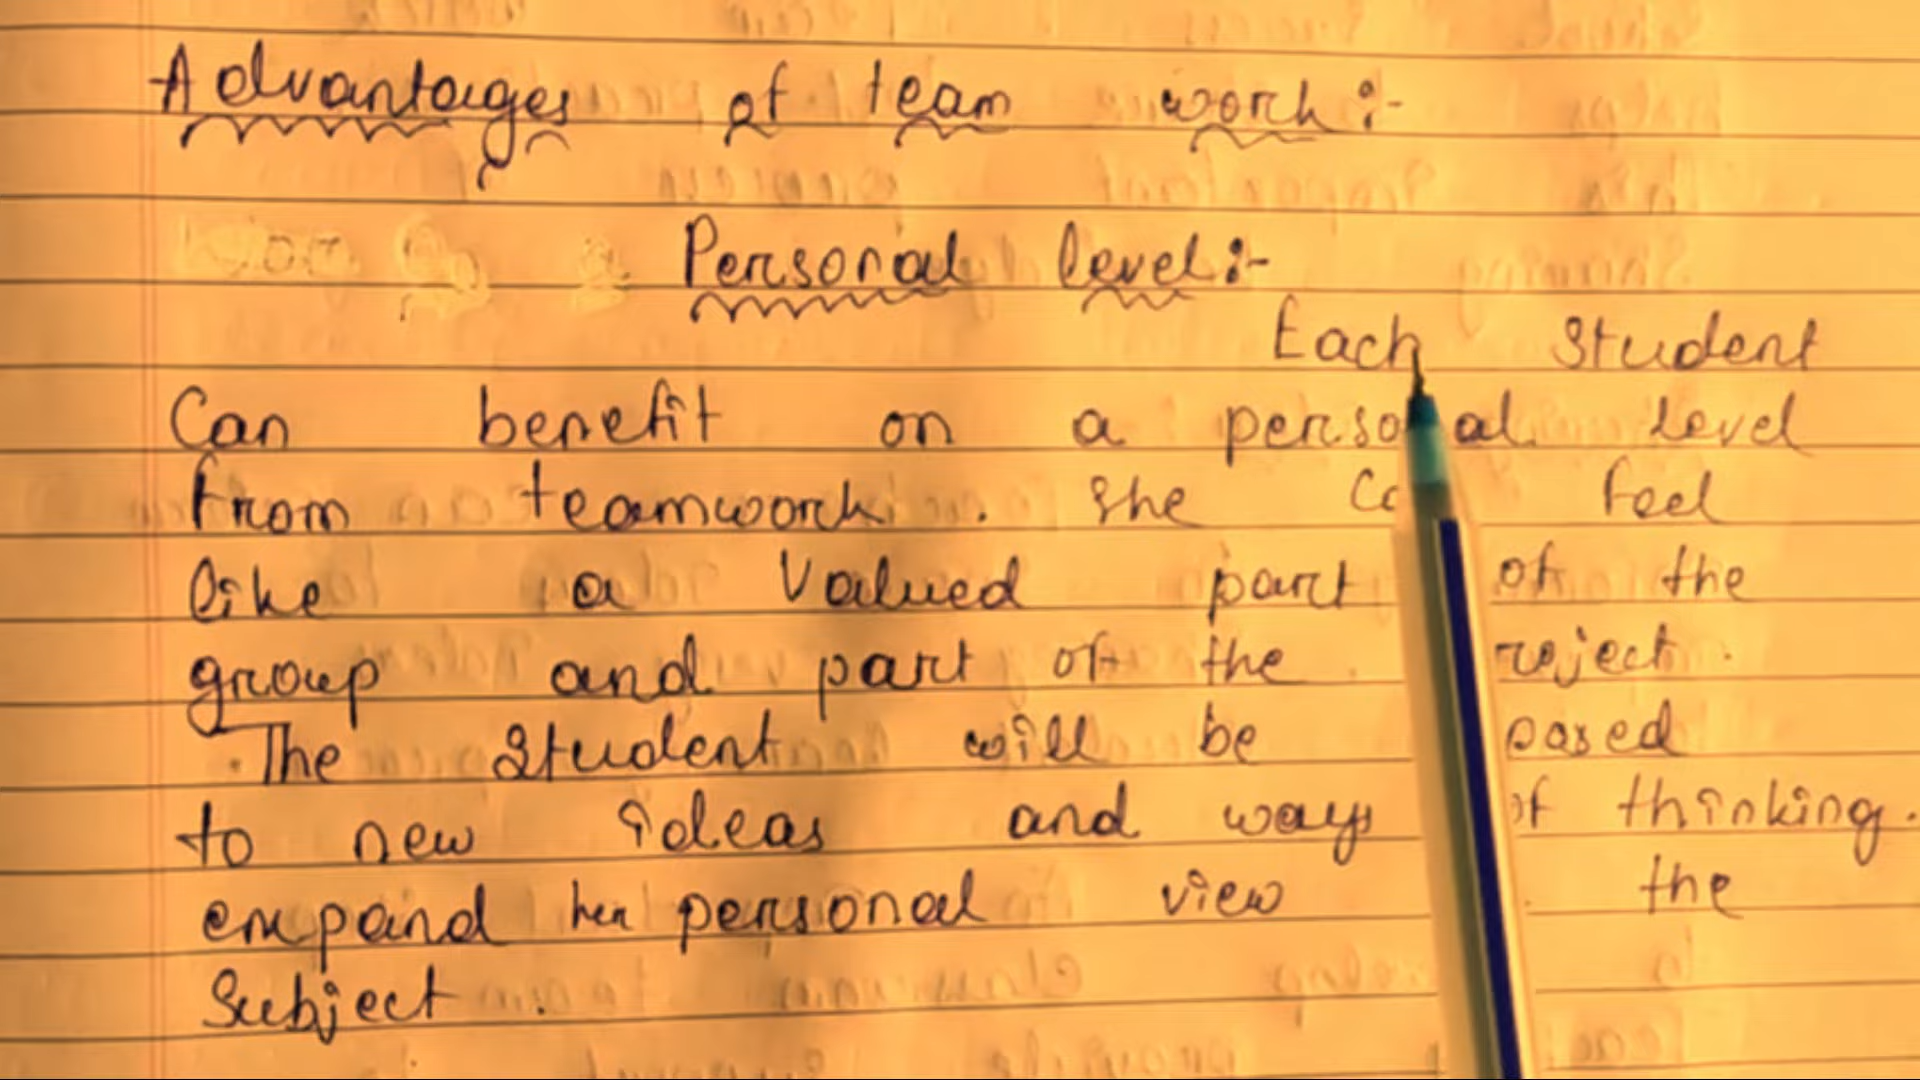 Advantages of team work :-
Personal level :-
Each Student
Can benefit on a personal level
from teamwork. She feel
like a Valued part of the
group and part of the
The Student will be
to new ideas and ways of thinking.
expand her personal view the
Subject.